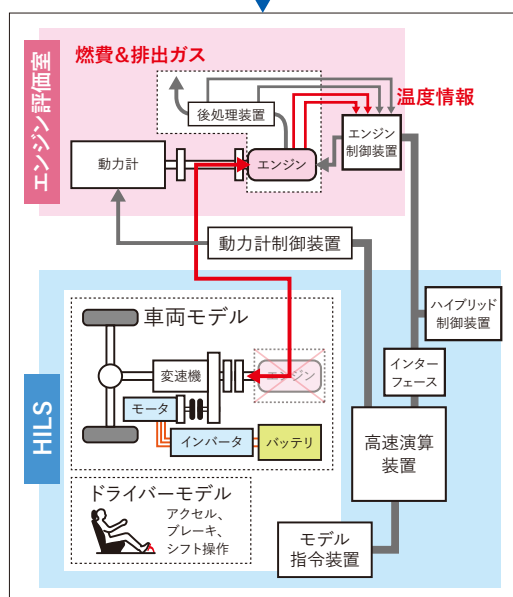 エンジン評価室
燃費&排出ガス
温度情報
後処理装置
エンジン
制御装置
動力計
エンジン
動力計制御装置
HILS
車両モデル
変速機
エンジン
モータ
インバータ
バッテリ
ハイブリッド
制御装置
インター
フェース
高速演算
装置
ドライバーモデル
アクセル、
ブレーキ、
シフト操作
モデル
指令装置